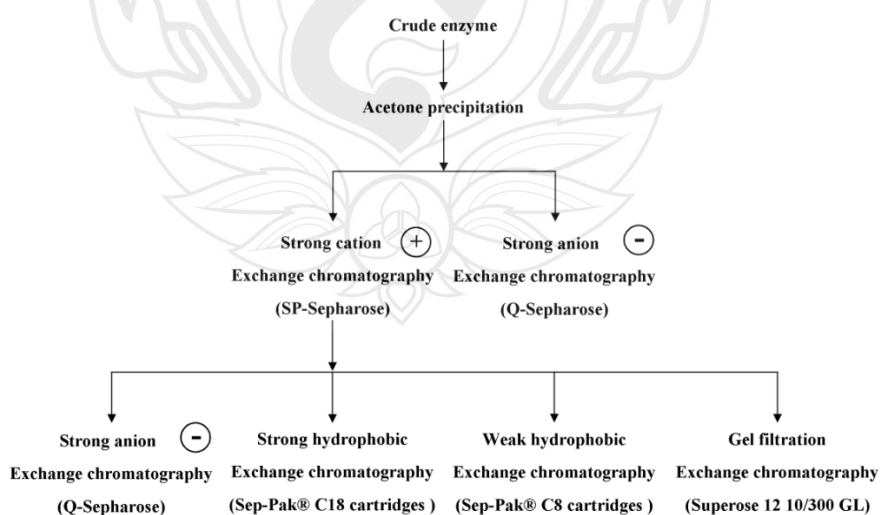 Crude enzyme
Acetone precipitation
Strong cation +
Exchange chromatography
(SP-Sepharose)
Strong anion -
Exchange chromatography
(Q-Sepharose)
Strong anion -
Exchange chromatography
(Q-Sepharose)
Strong hydrophobic
Exchange chromatography
(Sep-Pak® C18 cartridges )
Weak hydrophobic
Exchange chromatography
(Sep-Pak® C8 cartridges )
Gel filtration
Exchange chromatography
(Superose 12 10/300 GL)